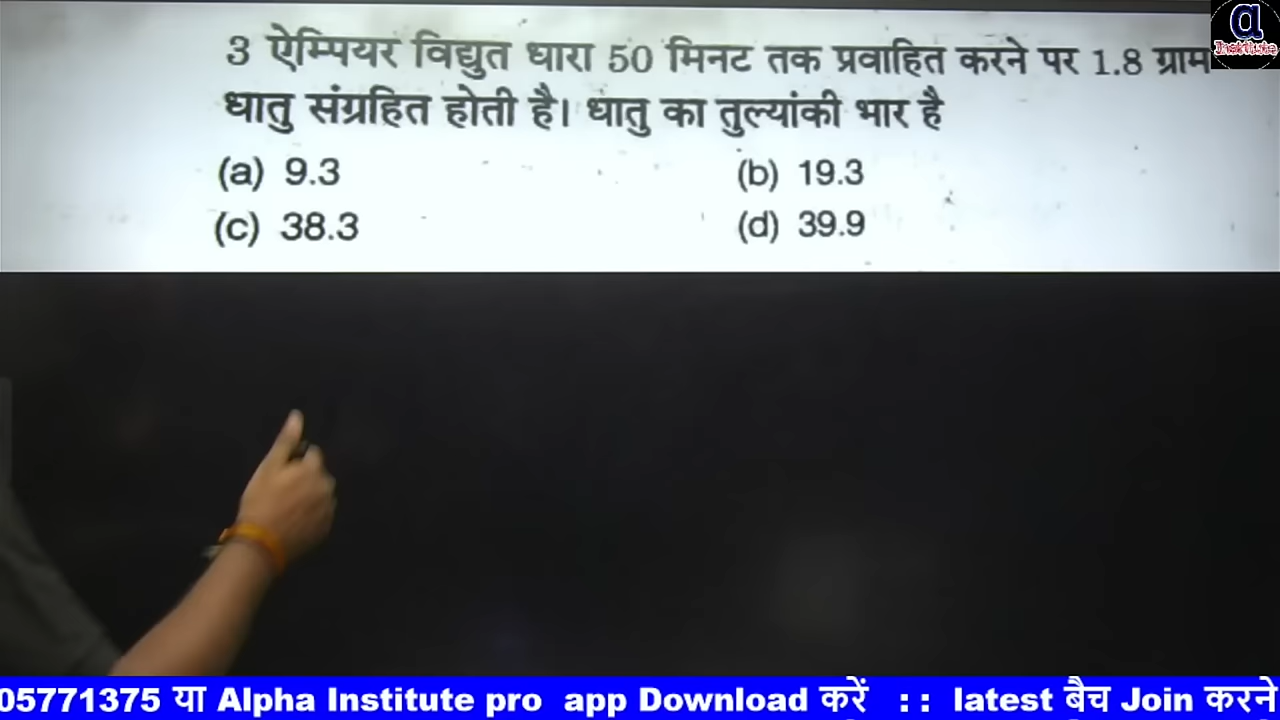 α
Institute
3 ऐम्पियर विद्युत धारा 50 मिनट तक प्रवाहित करने पर 1.8 ग्राम
धातु संग्रहित होती है। धातु का तुल्यांकी भार है
(a) 9.3 (b) 19.3
(c) 38.3 (d) 39.9
05771375 या Alpha Institute pro app Download करें :: latest बैच Join करने